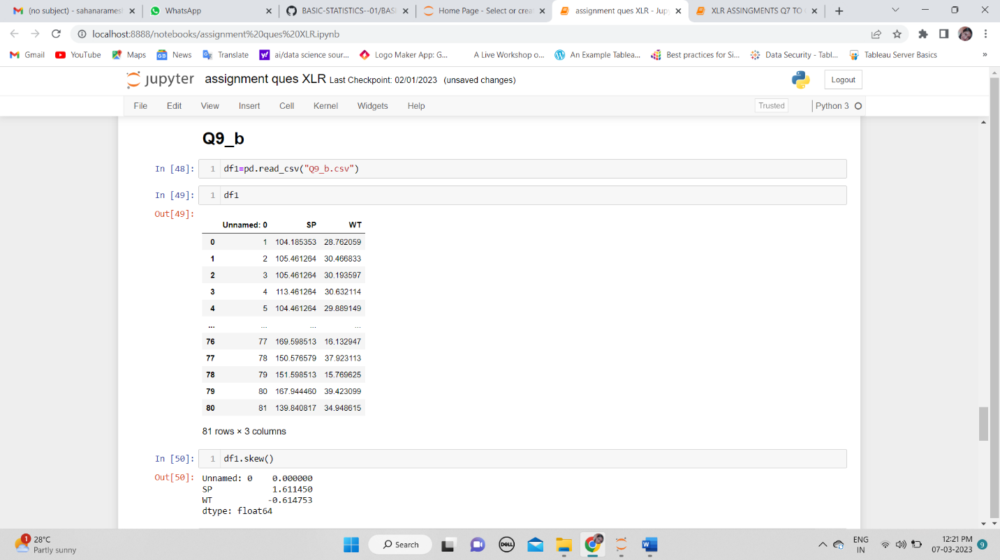 (no subject) - sahanaramesh
WhatsApp
BASIC-STATISTICS--01/BASI
Home Page - Select or crea
assignment ques XLR - Jup
XLR ASSINGMENTS Q7 TO
localhost:8888/notebooks/assignment%20ques%20XLR.ipynb
Gmail YouTube Maps News Translate ai/data science sour... Logo Maker App: G... A Live Workshop o... An Example Tablea... Best practices for Si... Data Security - Tabl... Tableau Server Basics »
jupyter assignment ques XLR Last Checkpoint: 02/01/2023 (unsaved changes) Logout
File Edit View Insert Cell Kernel Widgets Help Trusted Python 3
Q9_b
In [48]: 1 df1=pd.read_csv("Q9_b.csv")
In [49]: 1 df1
Out[49]:
Unnamed: 0 SP WT
0 1 104.185353 28.762059
1 2 105.461264 30.466833
2 3 105.461264 30.193597
3 4 113.461264 30.632114
4 5 104.461264 29.889149
... ... ... ...
76 77 169.598513 16.132947
77 78 150.576579 37.923113
78 79 151.598513 15.769625
79 80 167.944460 39.423099
80 81 139.840817 34.948615
81 rows × 3 columns
In [50]: 1 df1.skew()
Out[50]: Unnamed: 0 0.000000
SP 1.611450
WT -0.614753
dtype: float64
1 28°C
Partly sunny
Search
DELL
W
ENG
IN
12:21 PM
07-03-2023
9